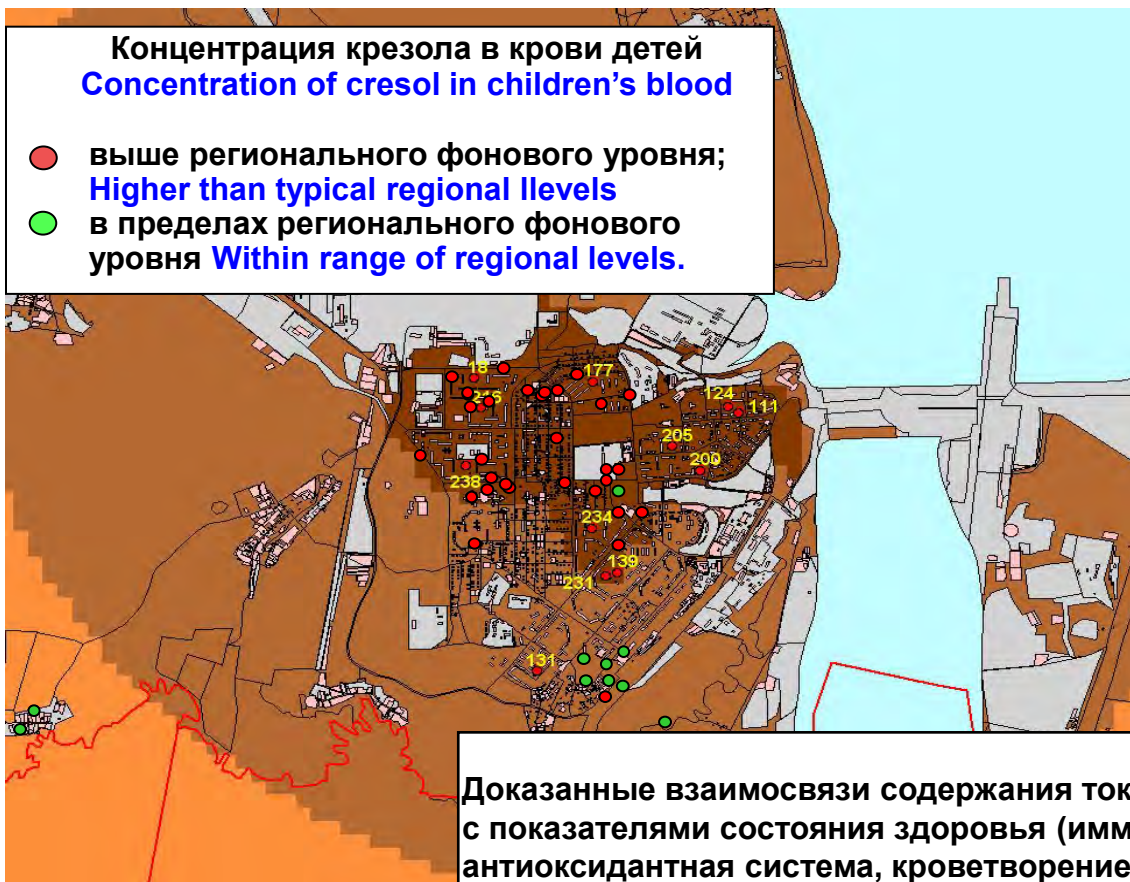 Концентрация крезола в крови детей
Concentration of cresol in children's blood
выше регионального фонового уровня;
Higher than typical regional llevels
в пределах регионального фонового
уровня Within range of regional levels.
18
177
124
111
205
200
238
234
139
231
131
Доказанные взаимосвязи содержания ток
с показателями состояния здоровья (имм
антиоксидантная система, кроветворение